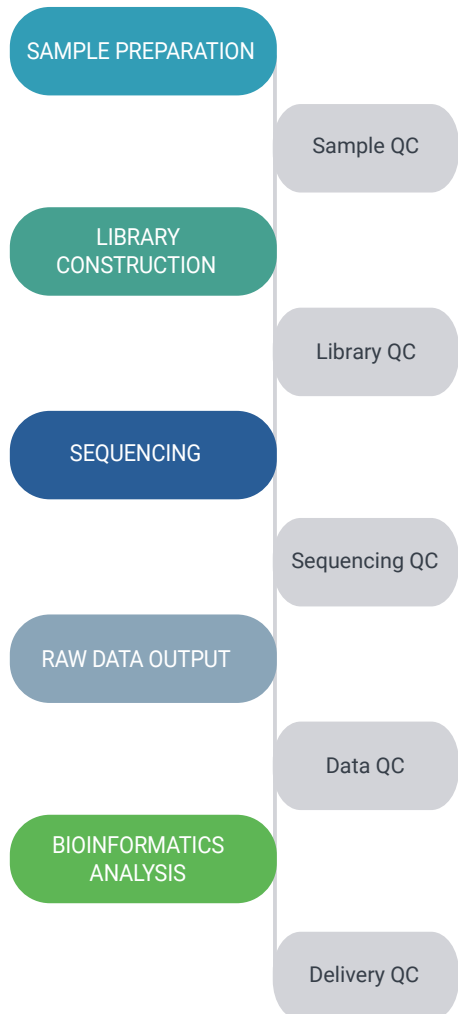 SAMPLE PREPARATION
Sample QC
LIBRARY
CONSTRUCTION
Library QC
SEQUENCING
Sequencing QC
RAW DATA OUTPUT
Data QC
BIOINFORMATICS
ANALYSIS
Delivery QC